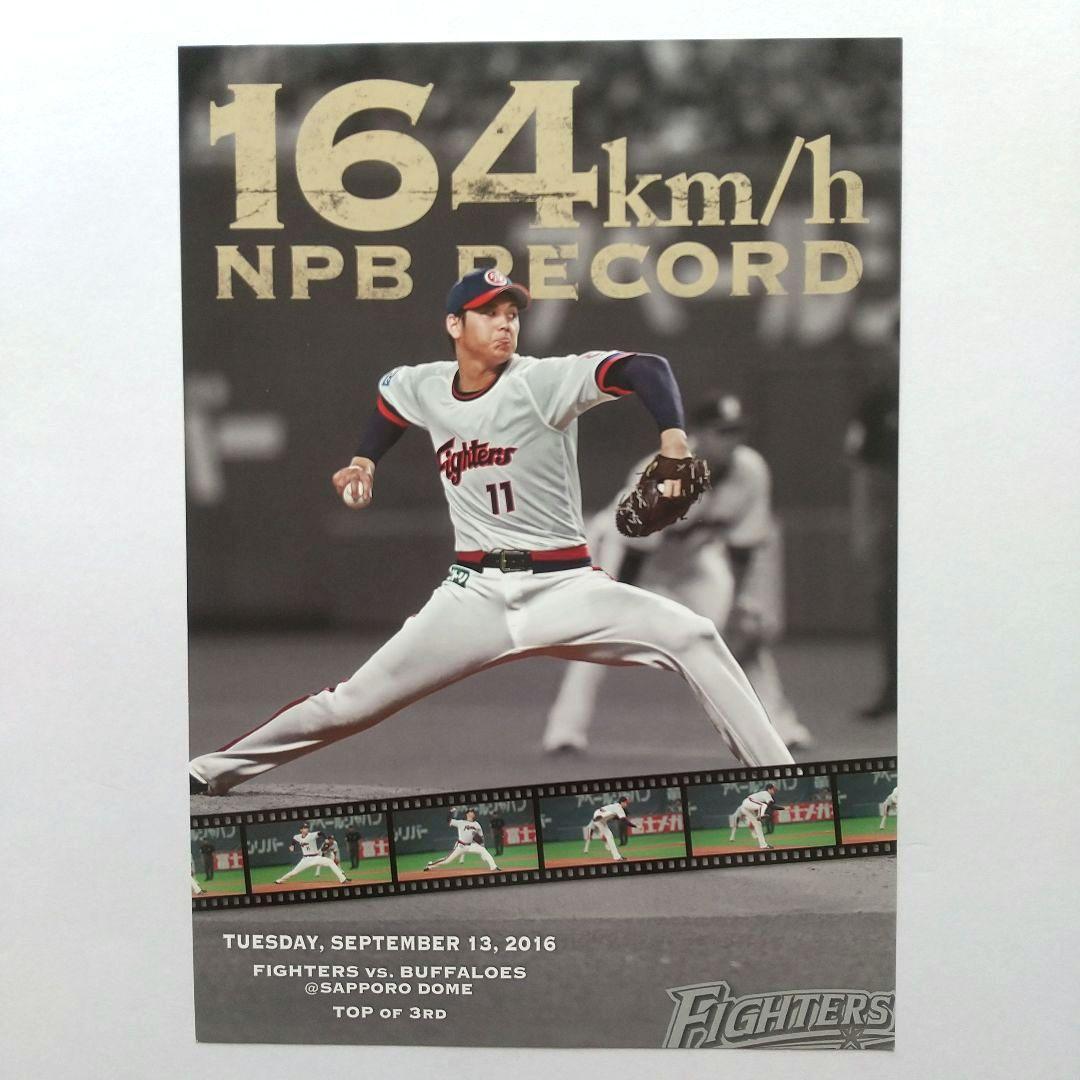 164km/h
NPB RECORD
Fighters
11
TUESDAY, SEPTEMBER 13, 2016
FIGHTERS VS. BUFFALOES
@SAPPORO DOME
TOP OF 3RD
FIGHTERS